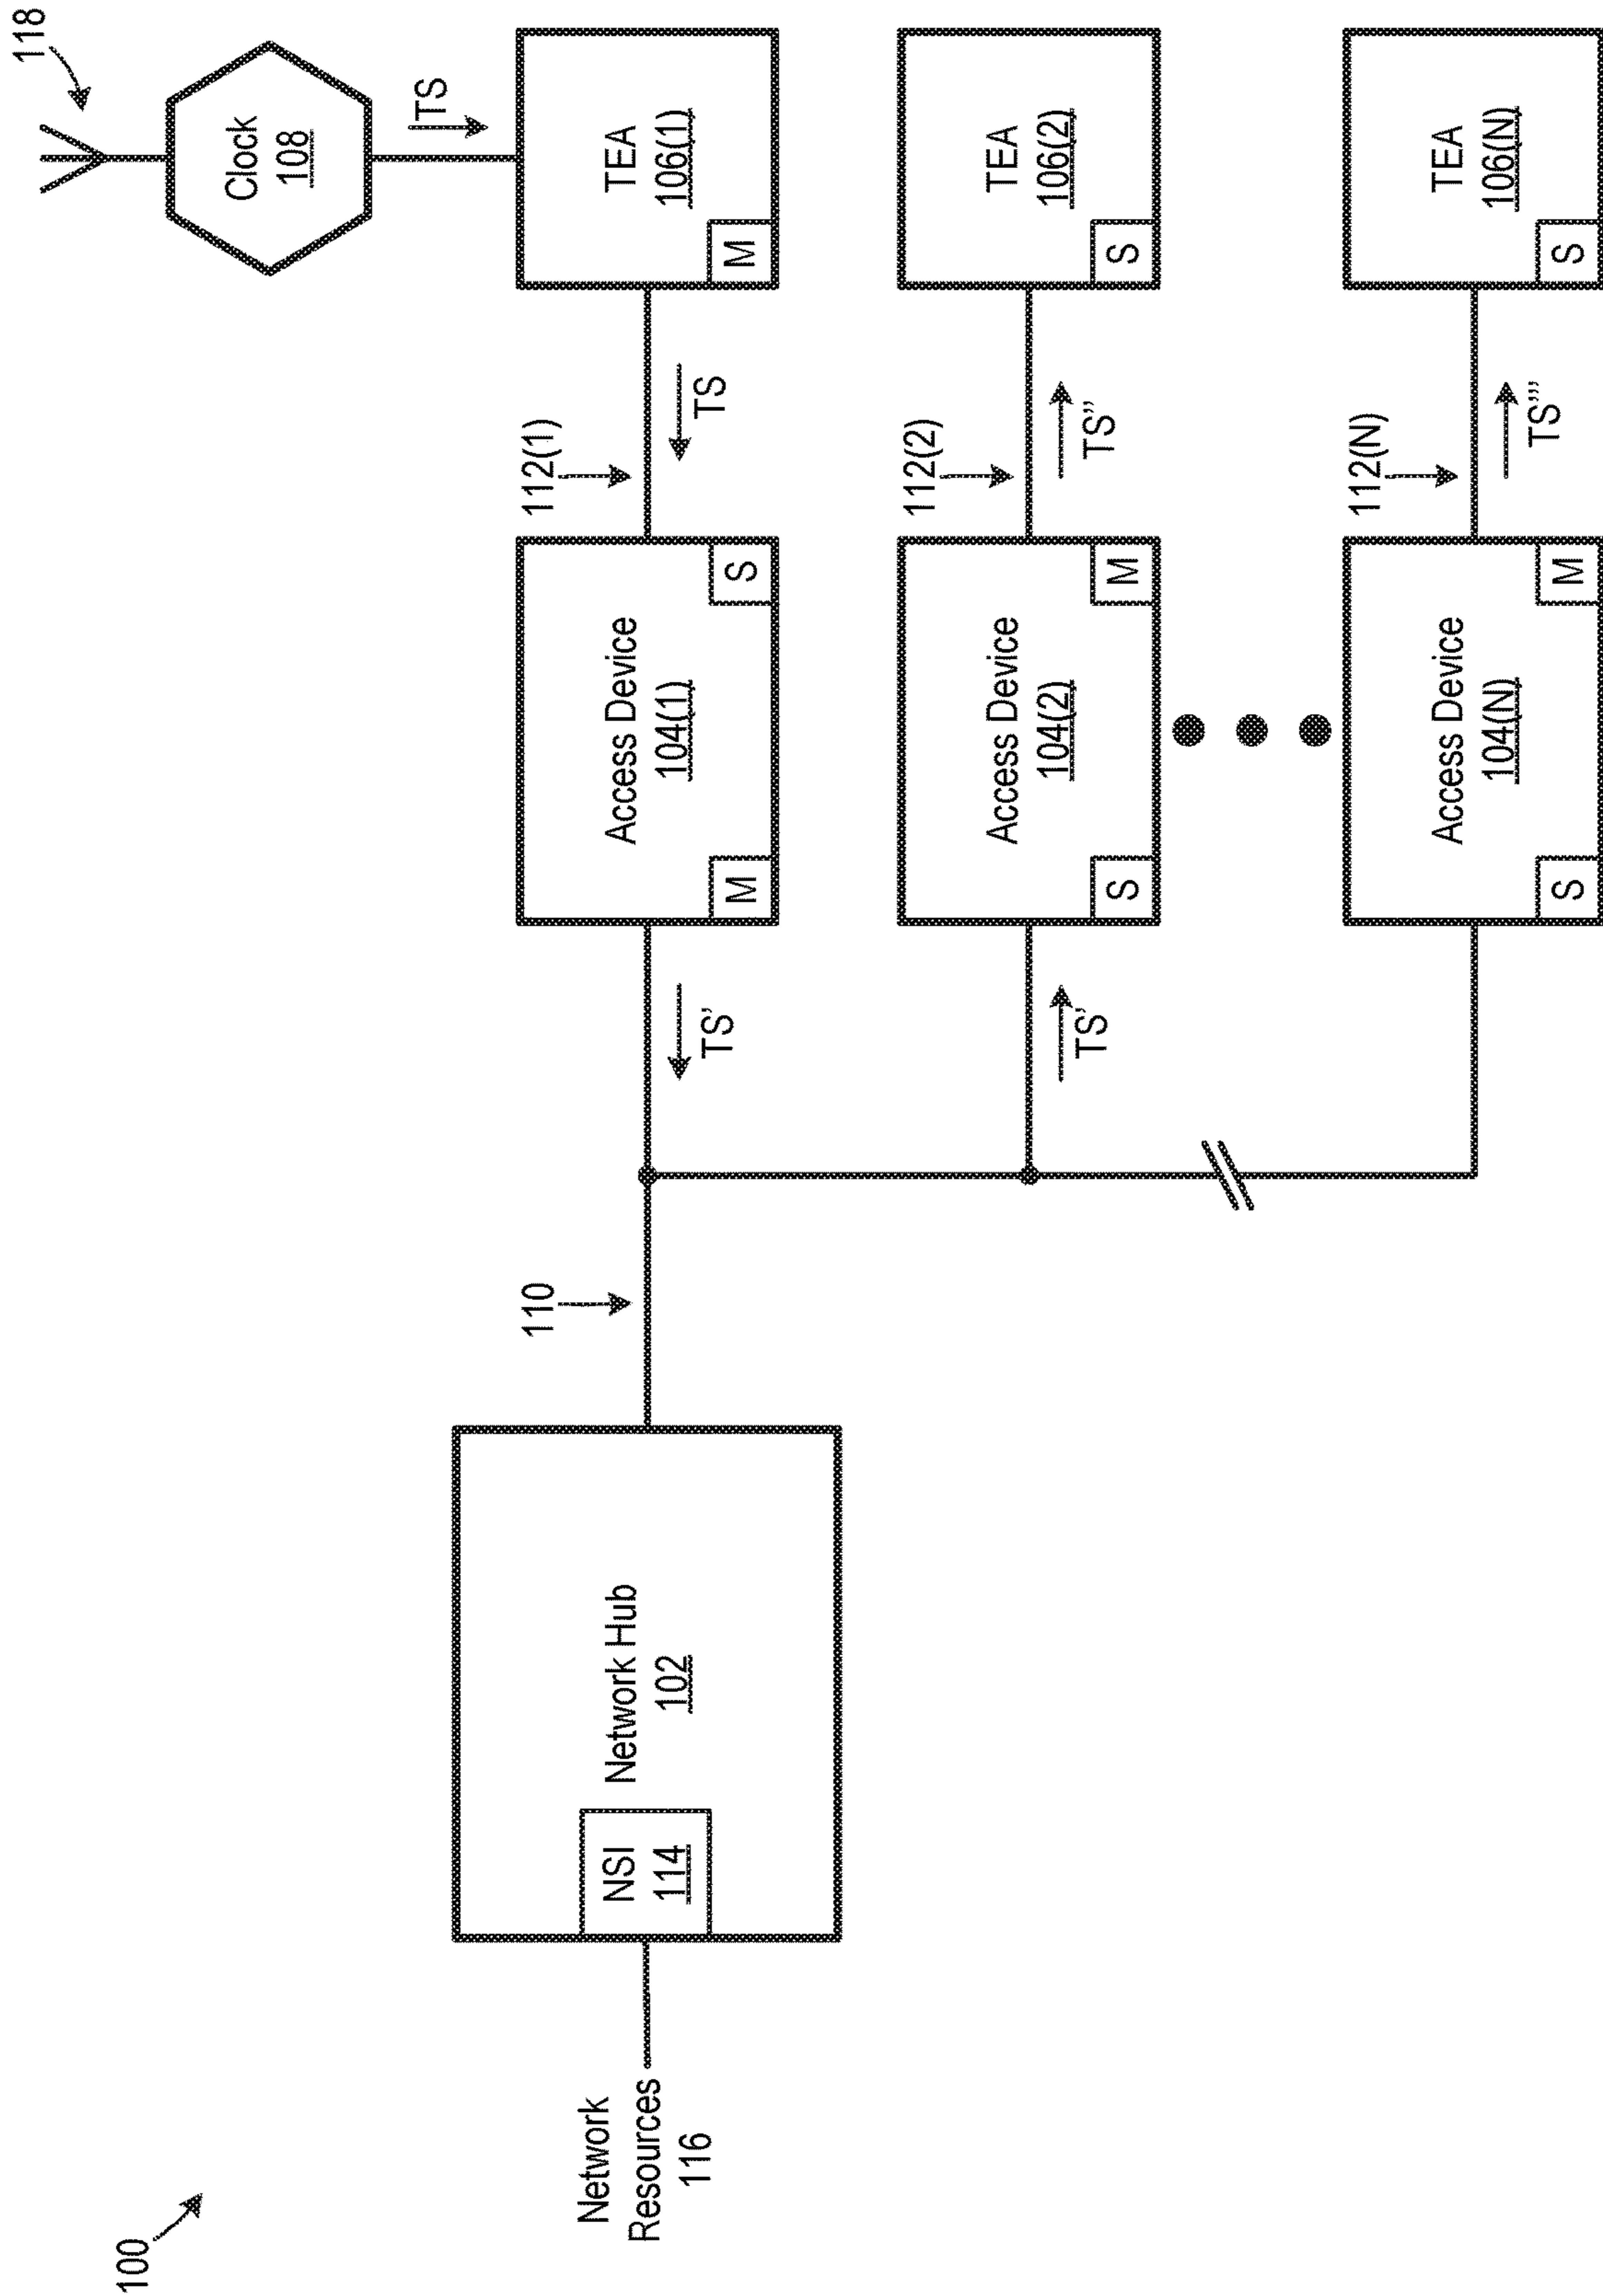 100
118
Clock
108
TS
Network
Resources
116
NSI
114
Network Hub
102
110
TS'
Access Device
104(1)
M
S
112(1)
TS
TEA
106(1)
M
TS'
Access Device
104(2)
S
M
112(2)
TS''
TEA
106(2)
S
Access Device
104(N)
S
M
112(N)
TS'''
TEA
106(N)
S